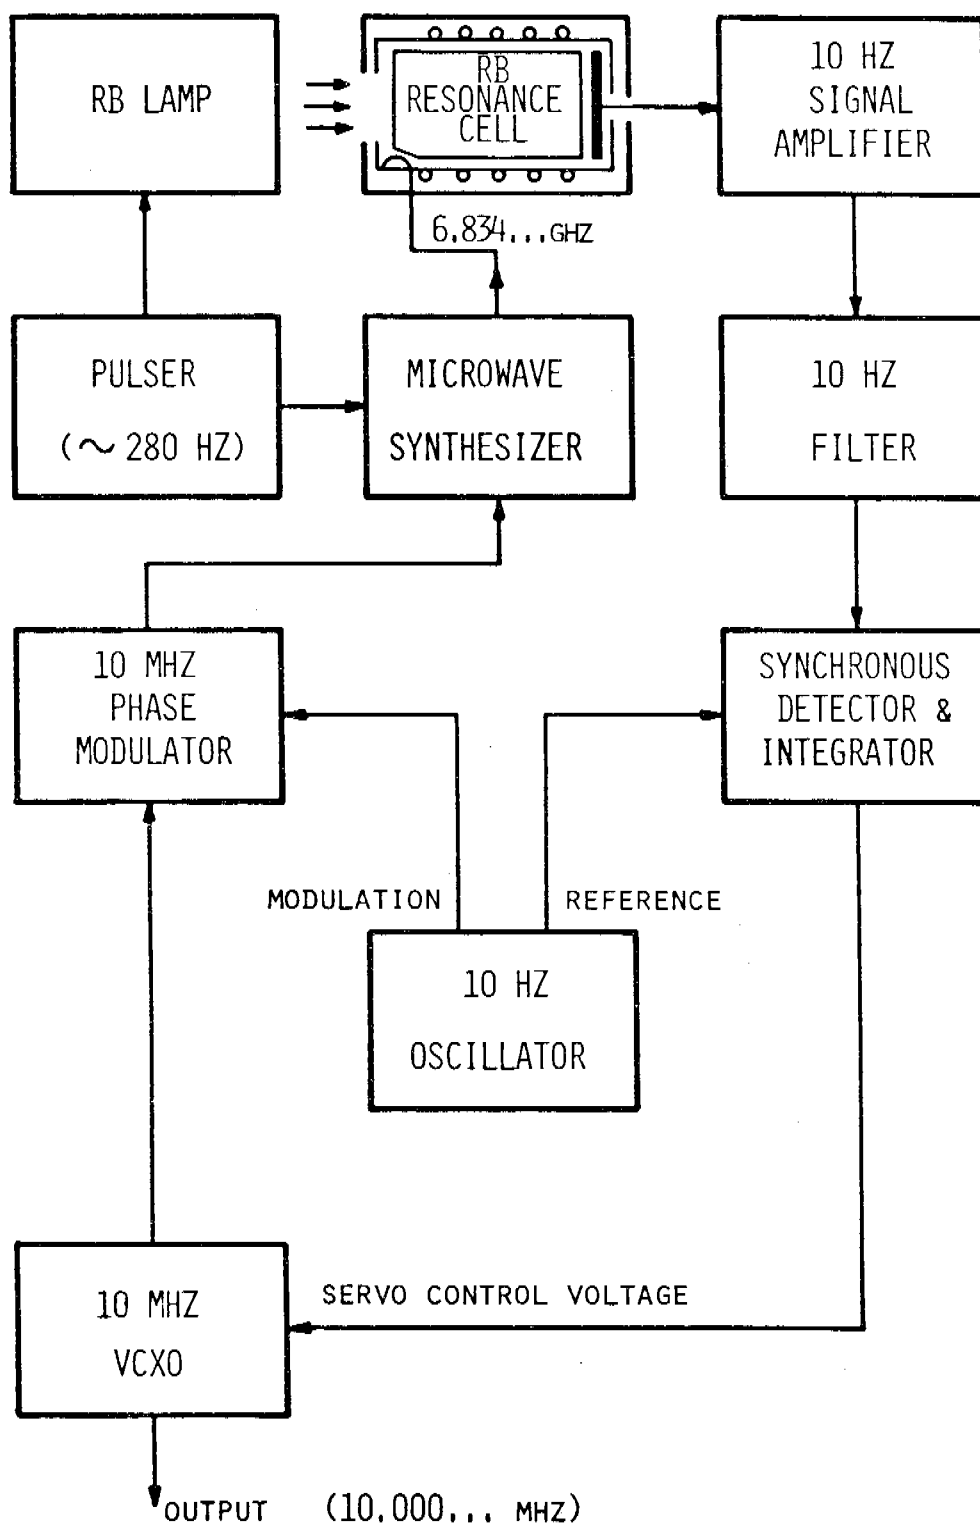 RB LAMP
RB
RESONANCE
CELL
10 HZ
SIGNAL
AMPLIFIER
6.834...GHZ
PULSER
(~ 280 HZ)
MICROWAVE
SYNTHESIZER
10 HZ
FILTER
10 MHZ
PHASE
MODULATOR
SYNCHRONOUS
DETECTOR &
INTEGRATOR
MODULATION
REFERENCE
10 HZ
OSCILLATOR
10 MHZ
VCXO
SERVO CONTROL VOLTAGE
OUTPUT (10.000... MHZ)